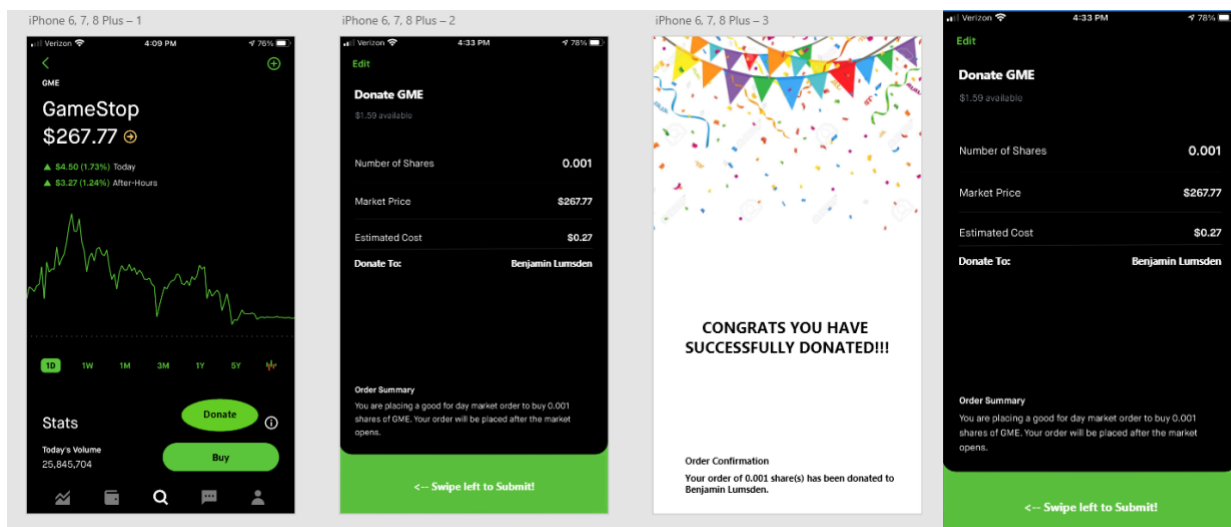 iPhone 6, 7, 8 Plus – 1
Verizon 4:09 PM 76%
GME
GameStop
$267.77
$4.50 (1.73%) Today
$3.27 (1.24%) After-Hours
1D 1W 1M 3M 1Y 5Y
Stats
Donate
Today's Volume
25,845,704
Buy
iPhone 6, 7, 8 Plus – 2
Verizon 4:33 PM 78%
Edit
Donate GME
$1.59 available
Number of Shares 0.001
Market Price $267.77
Estimated Cost $0.27
Donate To: Benjamin Lumsden
Order Summary
You are placing a good for day market order to buy 0.001
shares of GME. Your order will be placed after the market
opens.
<-- Swipe left to Submit!
iPhone 6, 7, 8 Plus – 3
CONGRATS YOU HAVE
SUCCESSFULLY DONATED!!!
Order Confirmation
Your order of 0.001 share(s) has been donated to
Benjamin Lumsden.
Verizon 4:33 PM 78%
Edit
Donate GME
$1.59 available
Number of Shares 0.001
Market Price $267.77
Estimated Cost $0.27
Donate To: Benjamin Lumsden
Order Summary
You are placing a good for day market order to buy 0.001
shares of GME. Your order will be placed after the market
opens.
<-- Swipe left to Submit!